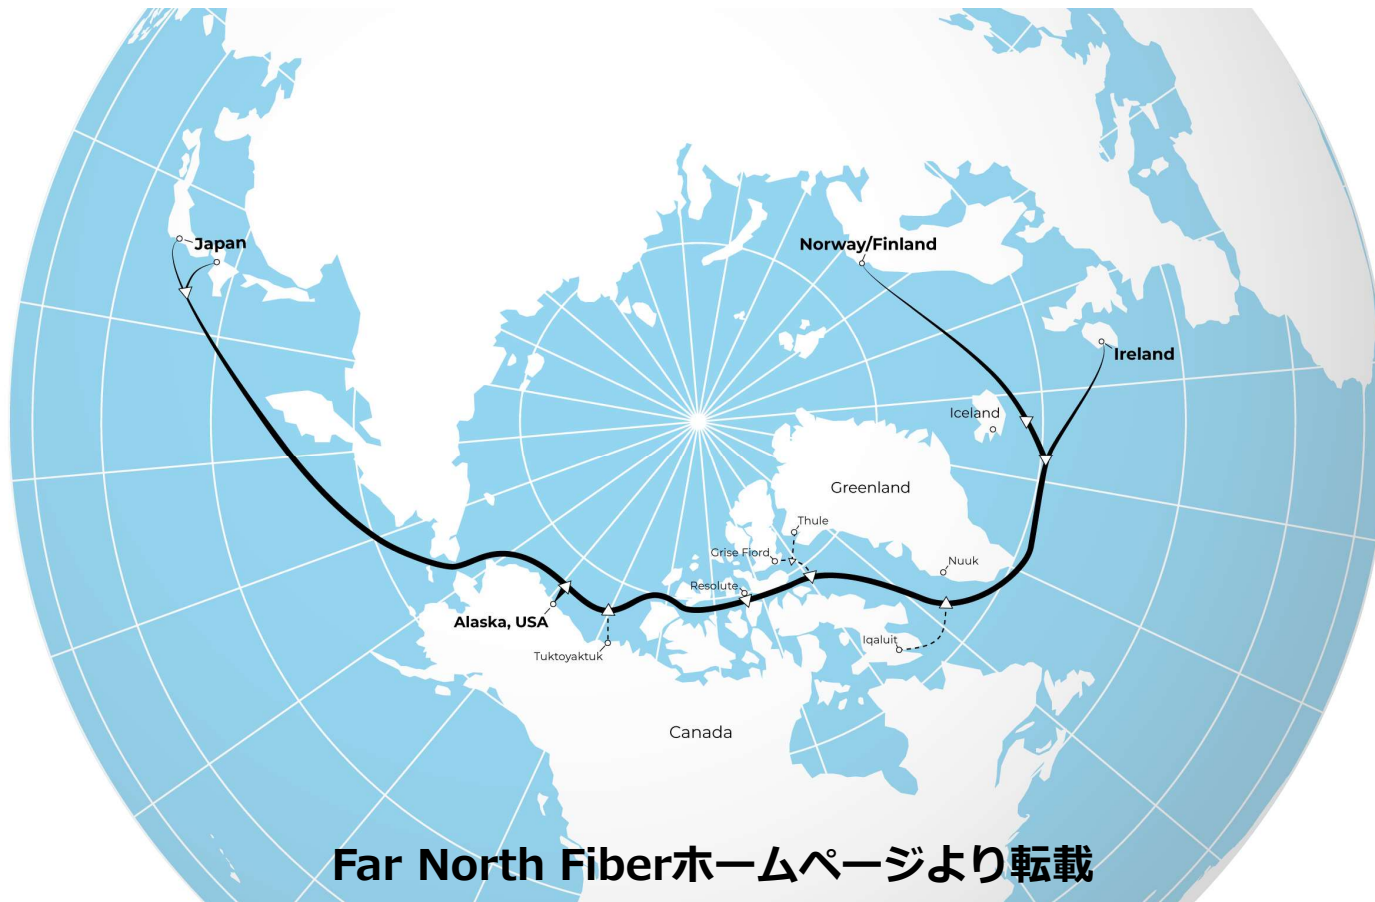 Japan
Norway/Finland
Ireland
Iceland
Greenland
Thule
Grise Fiord
Nuuk
Resolute
Alaska, USA
Iqaluit
Tuktoyaktuk
Canada
Far North Fiberホームページより転載